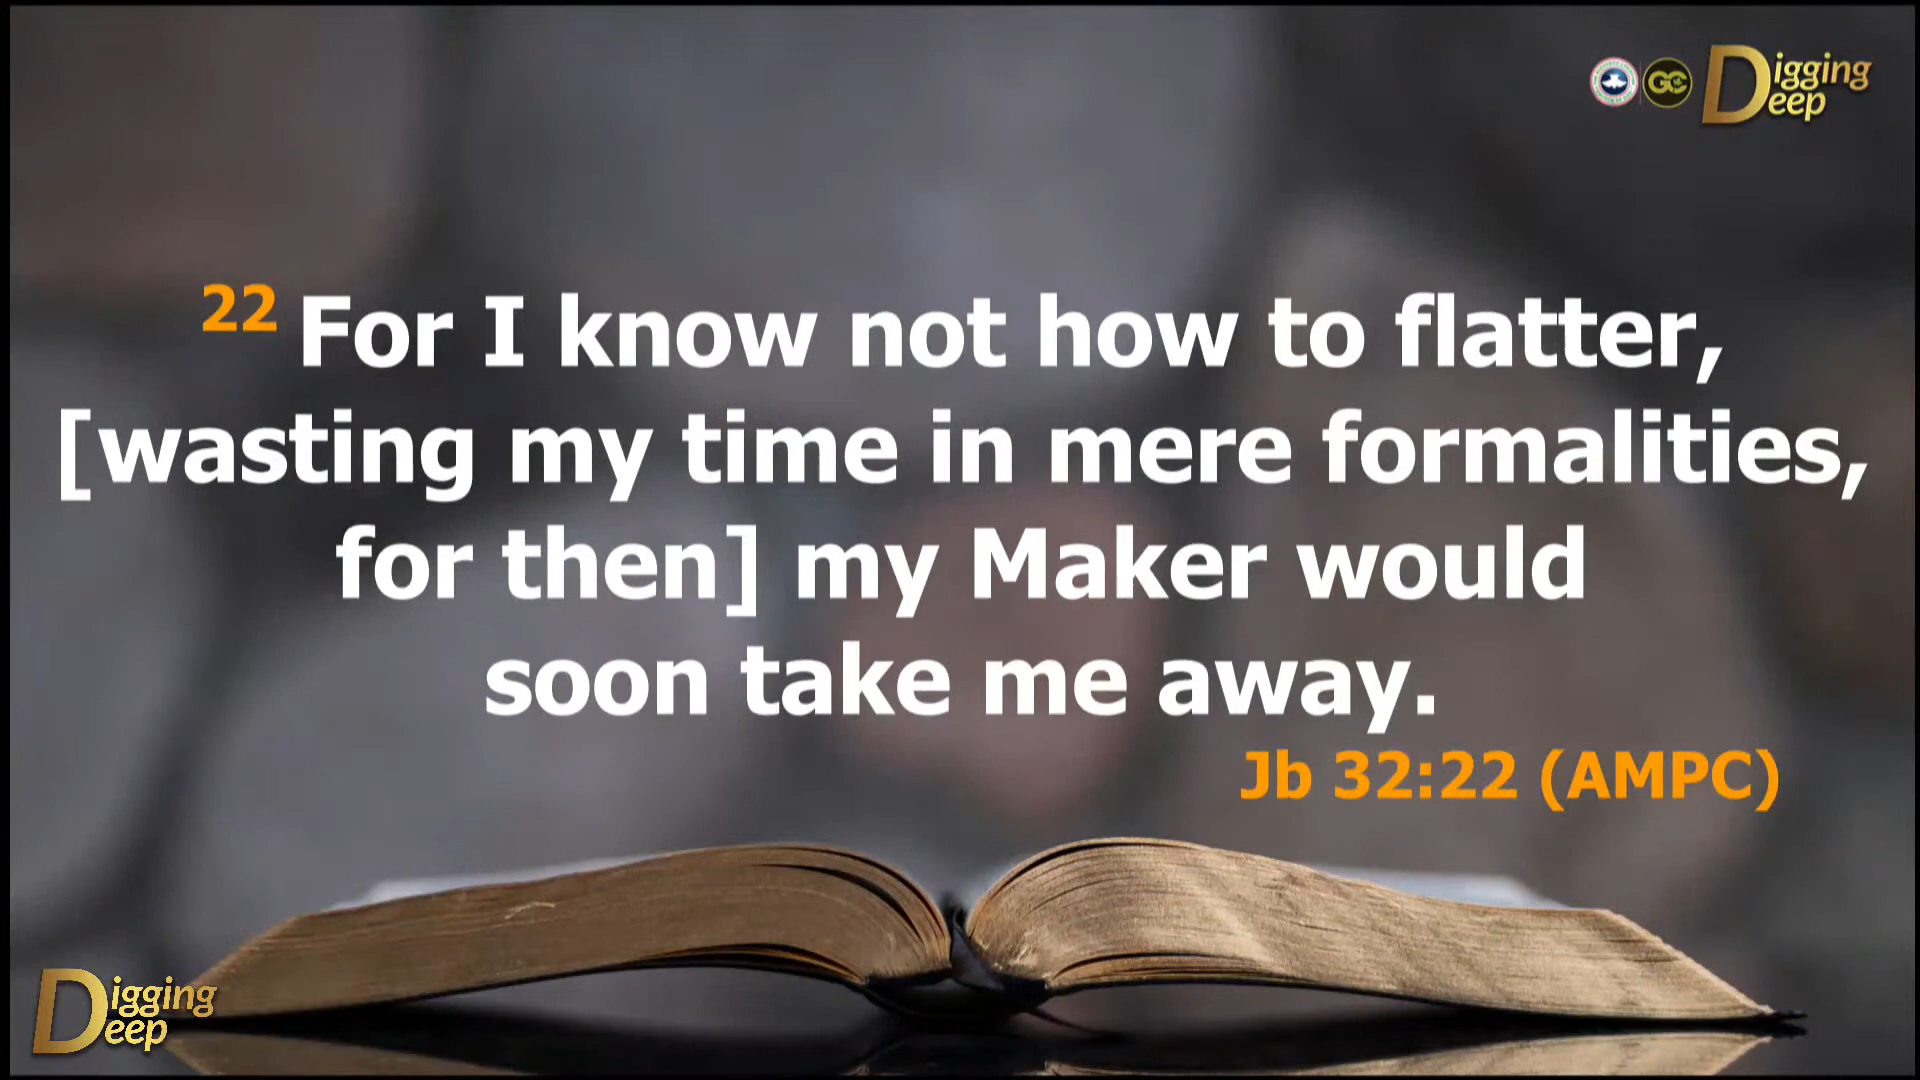 Digging
Deep
22 For I know not how to flatter,
[wasting my time in mere formalities,
for then] my Maker would
soon take me away.
Jb 32:22 (AMPC)
Digging
Deep